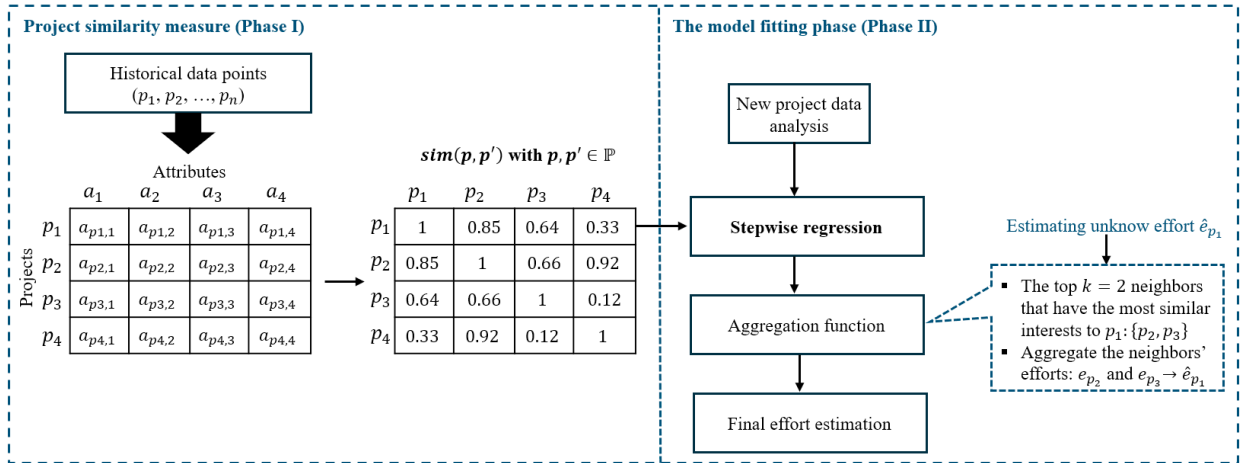 Project similarity measure (Phase I)
Historical data points
(p₁, p₂, …, pₙ)
Attributes
a₁ a₂ a₃ a₄
Projects
p₁ aₚ₁,₁ aₚ₁,₂ aₚ₁,₃ aₚ₁,₄
p₂ aₚ₂,₁ aₚ₂,₂ aₚ₂,₃ aₚ₂,₄
p₃ aₚ₃,₁ aₚ₃,₂ aₚ₃,₃ aₚ₃,₄
p₄ aₚ₄,₁ aₚ₄,₂ aₚ₄,₃ aₚ₄,₄
sim(p, p′) with p, p′ ∈ ℙ
p₁ p₂ p₃ p₄
p₁ 1 0.85 0.64 0.33
p₂ 0.85 1 0.66 0.92
p₃ 0.64 0.66 1 0.12
p₄ 0.33 0.92 0.12 1
The model fitting phase (Phase II)
New project data
analysis
Stepwise regression
Aggregation function
Final effort estimation
Estimating unknow effort ê_p₁
▪ The top k = 2 neighbors
that have the most similar
interests to p₁: {p₂, p₃}
▪ Aggregate the neighbors’
efforts: e_p₂ and e_p₃ → ê_p₁